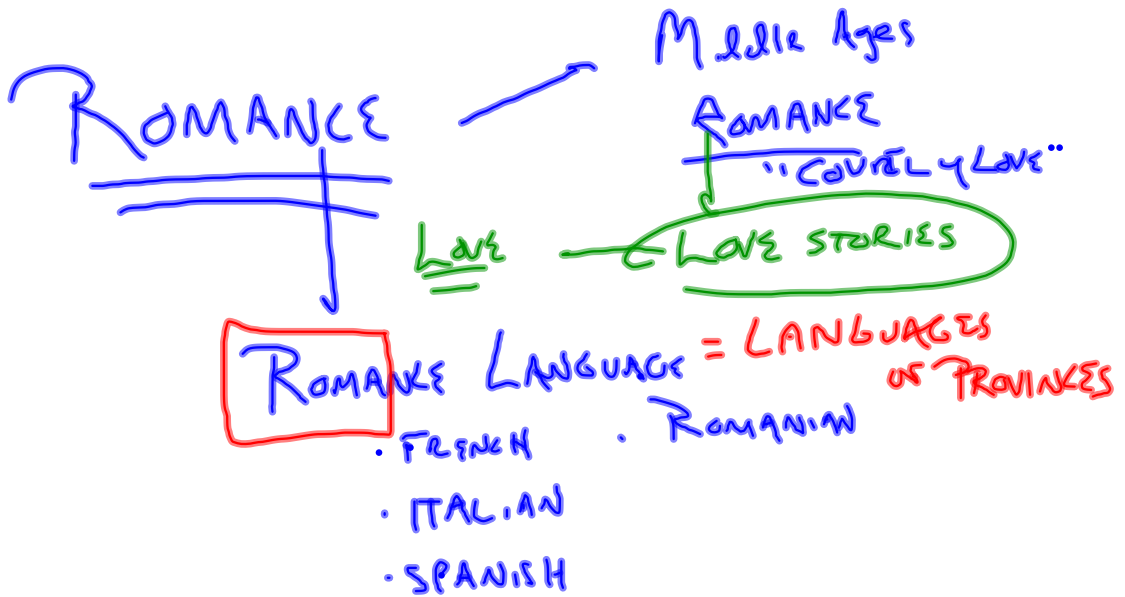 Middle Ages
ROMANCE
ROMANCE
"COURTLY LOVE"
LOVE
LOVE STORIES
ROMANCE LANGUAGE
= LANGUAGES
OF PROVINCES
· FRENCH
· ROMANIAN
· ITALIAN
· SPANISH